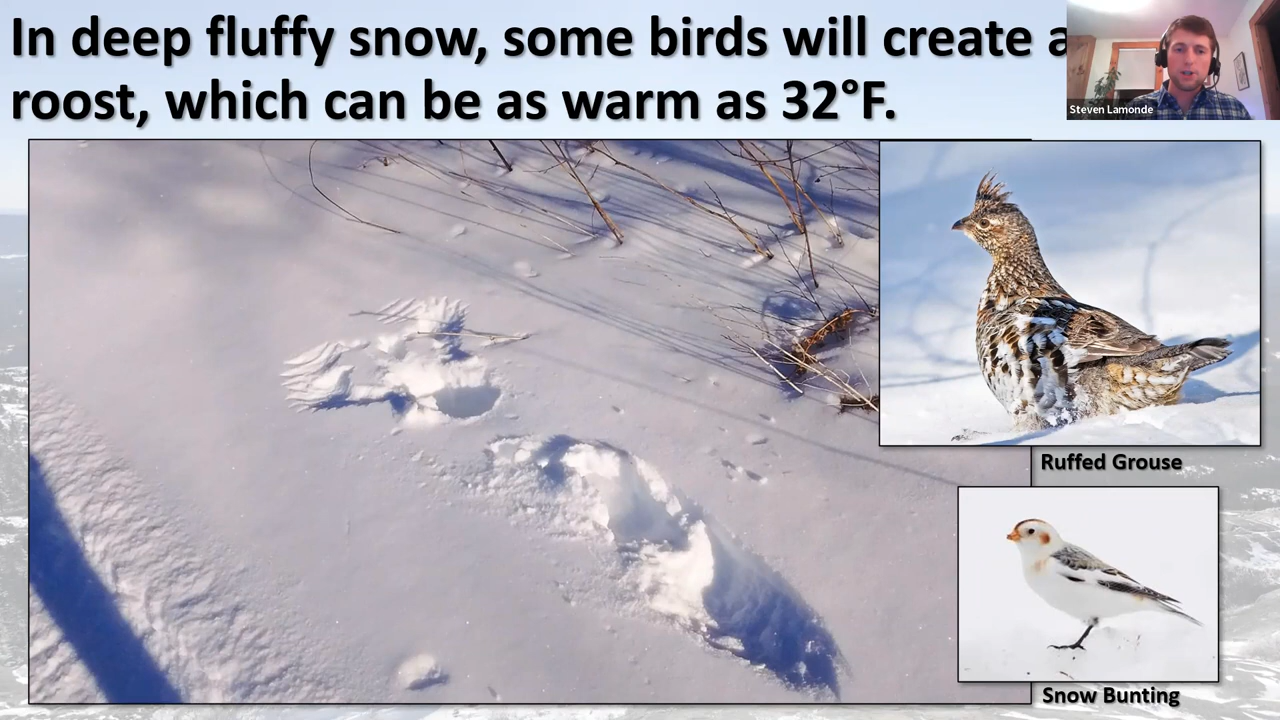 In deep fluffy snow, some birds will create a
roost, which can be as warm as 32°F.
Steven Lamonde
Ruffed Grouse
Snow Bunting